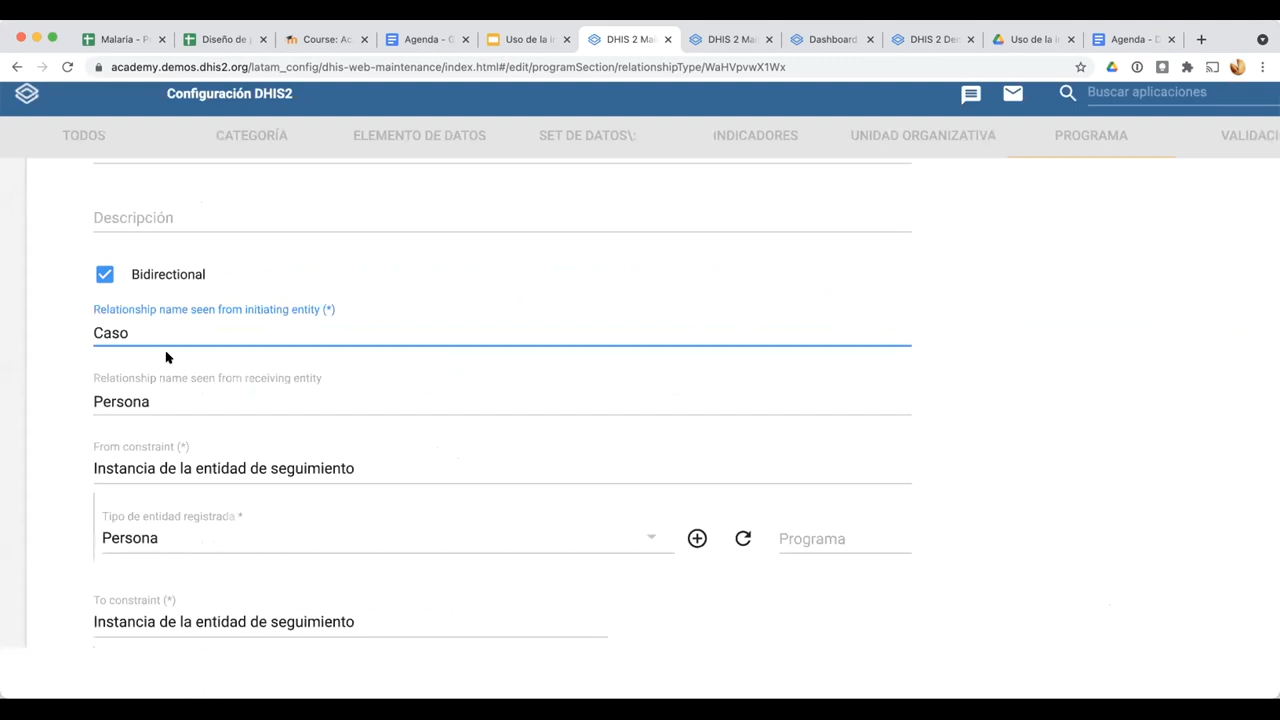 Malaria - P
Diseño de
Course: Ac
Agenda - G
Uso de la i
DHIS 2 Ma
DHIS 2 Mai
Dashboard
DHIS 2 De
Uso de la i
Agenda - D
academy.demos.dhis2.org/latam_config/dhis-web-maintenance/index.html#/edit/programSection/relationshipType/WaHVpvwX1Wx
Configuración DHIS2
Buscar aplicaciones
TODOS
CATEGORÍA
ELEMENTO DE DATOS
SET DE DATOS\:
INDICADORES
UNIDAD ORGANIZATIVA
PROGRAMA
VALIDACI
Descripción
Bidirectional
Relationship name seen from initiating entity (*)
Caso
Relationship name seen from receiving entity
Persona
From constraint (*)
Instancia de la entidad de seguimiento
Tipo de entidad registrada *
Persona
Programa
To constraint (*)
Instancia de la entidad de seguimiento